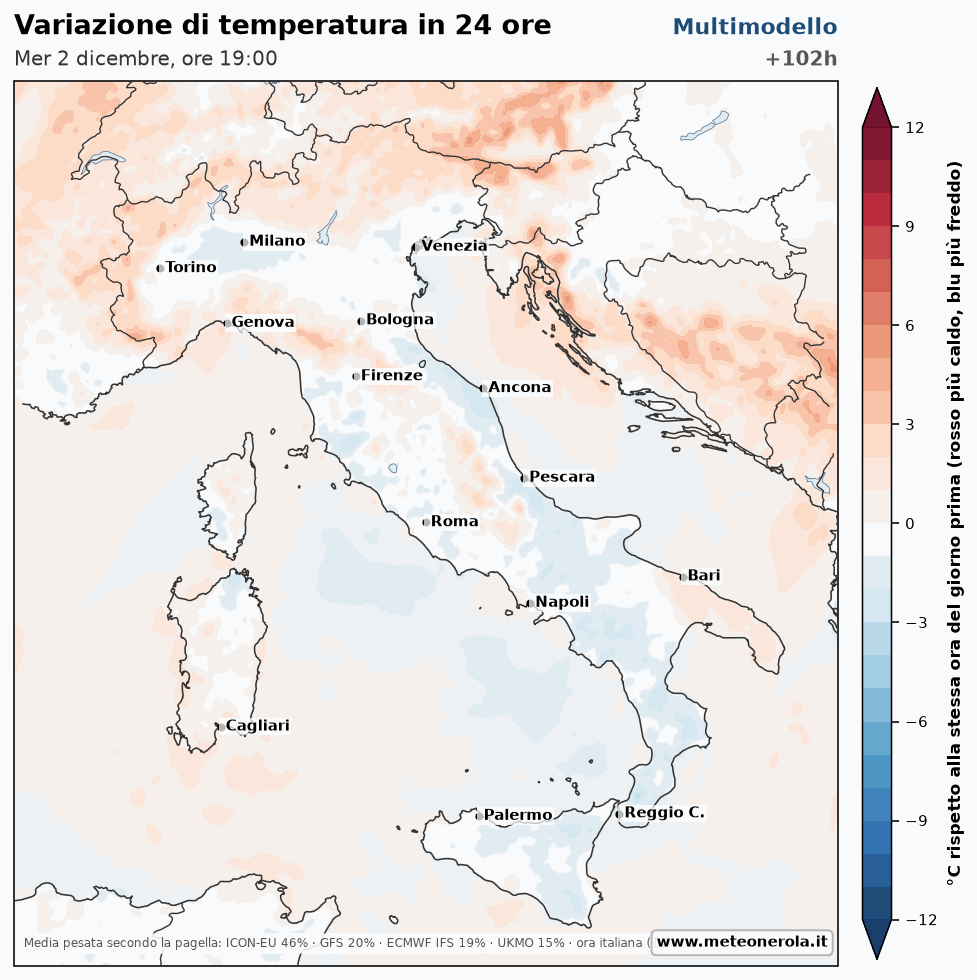 Variazione di temperatura in 24 ore
Multimodello
Mer 2 dicembre, ore 19:00
+102h
12
9
6
3
0
−3
−6
−9
−12
°C rispetto alla stessa ora del giorno prima (rosso più caldo, blu più freddo)
Milano
Venezia
Torino
Genova
Bologna
Firenze
Ancona
Pescara
Roma
Bari
Napoli
Cagliari
Palermo
Reggio C.
Media pesata secondo la pagella: ICON-EU 46% · GFS 20% · ECMWF IFS 19% · UKMO 15% · ora italiana (
www.meteonerola.it